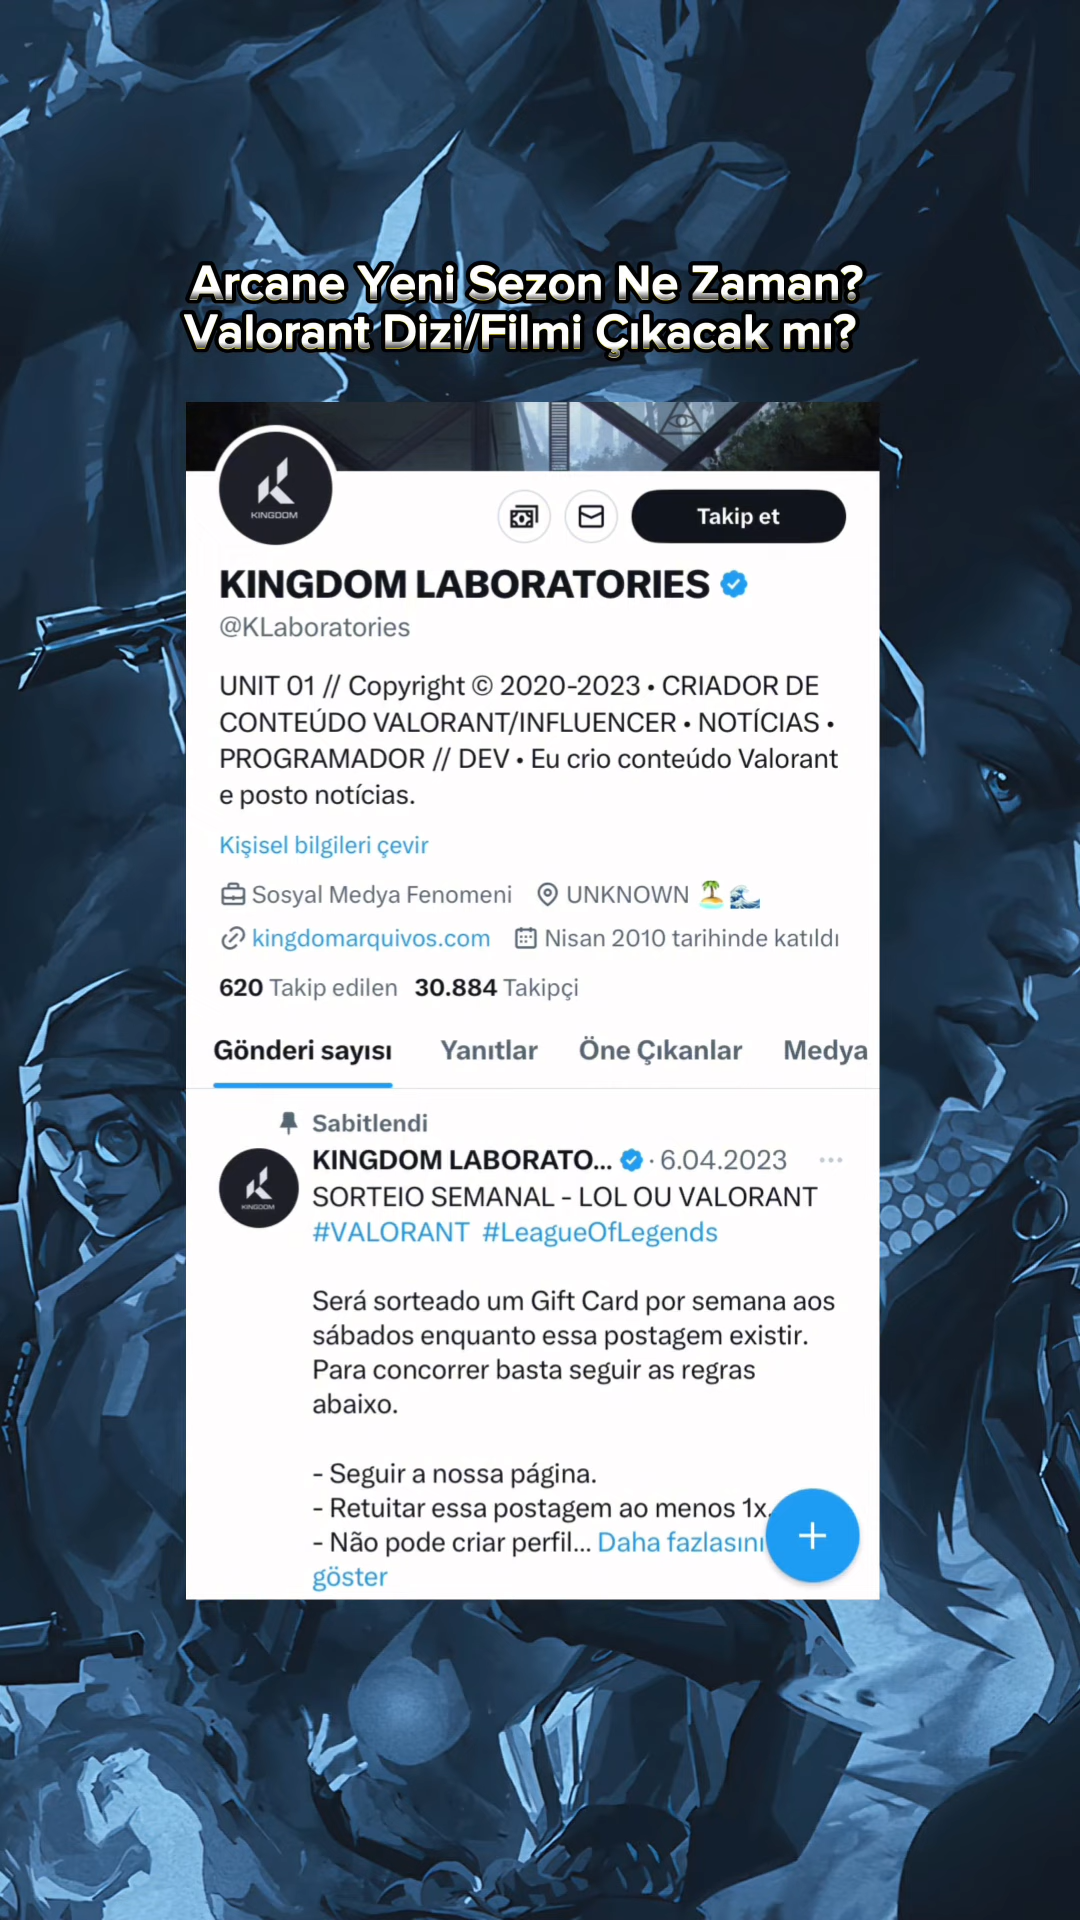 Arcane Yeni Sezon Ne Zaman?
Valorant Dizi/Filmi Çıkacak mı?
KINGDOM
Takip et
KINGDOM LABORATORIES
@KLaboratories
UNIT 01 // Copyright © 2020-2023 • CRIADOR DE
CONTEÚDO VALORANT/INFLUENCER • NOTÍCIAS •
PROGRAMADOR // DEV • Eu crio conteúdo Valorant
e posto notícias.
Kişisel bilgileri çevir
Sosyal Medya Fenomeni UNKNOWN 🏝️🌊
kingdomarquivos.com Nisan 2010 tarihinde katıldı
620 Takip edilen 30.884 Takipçi
Gönderi sayısı Yanıtlar Öne Çıkanlar Medya
Sabitlendi
KINGDOM LABORATO... · 6.04.2023 ...
KINGDOM
SORTEIO SEMANAL - LOL OU VALORANT
#VALORANT #LeagueOfLegends
Será sorteado um Gift Card por semana aos
sábados enquanto essa postagem existir.
Para concorrer basta seguir as regras
abaixo.
- Seguir a nossa página.
- Retuitar essa postagem ao menos 1x.
- Não pode criar perfil... Daha fazlasını
göster